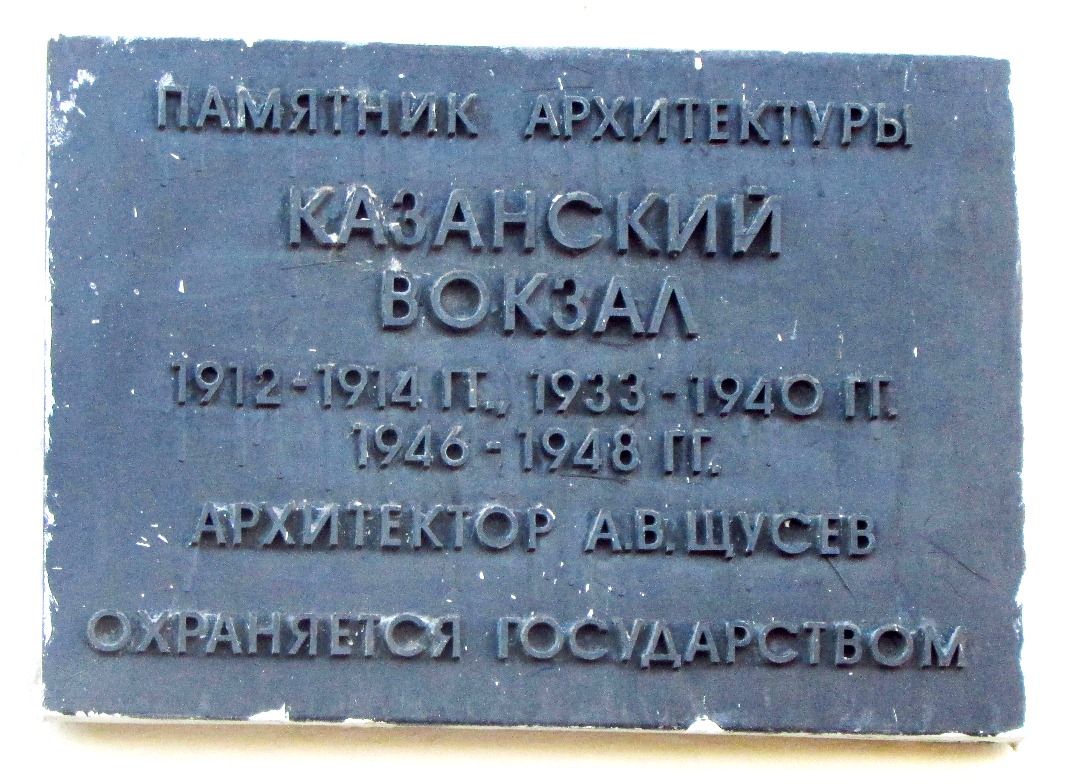 ПАМЯТНИК АРХИТЕКТУРЫ
КАЗАНСКИЙ
ВОКЗАЛ
1912-1914 ГГ., 1933-1940 ГГ.
1946-1948 ГГ.
АРХИТЕКТОР А.В. ЩУСЕВ
ОХРАНЯЕТСЯ ГОСУДАРСТВОМ